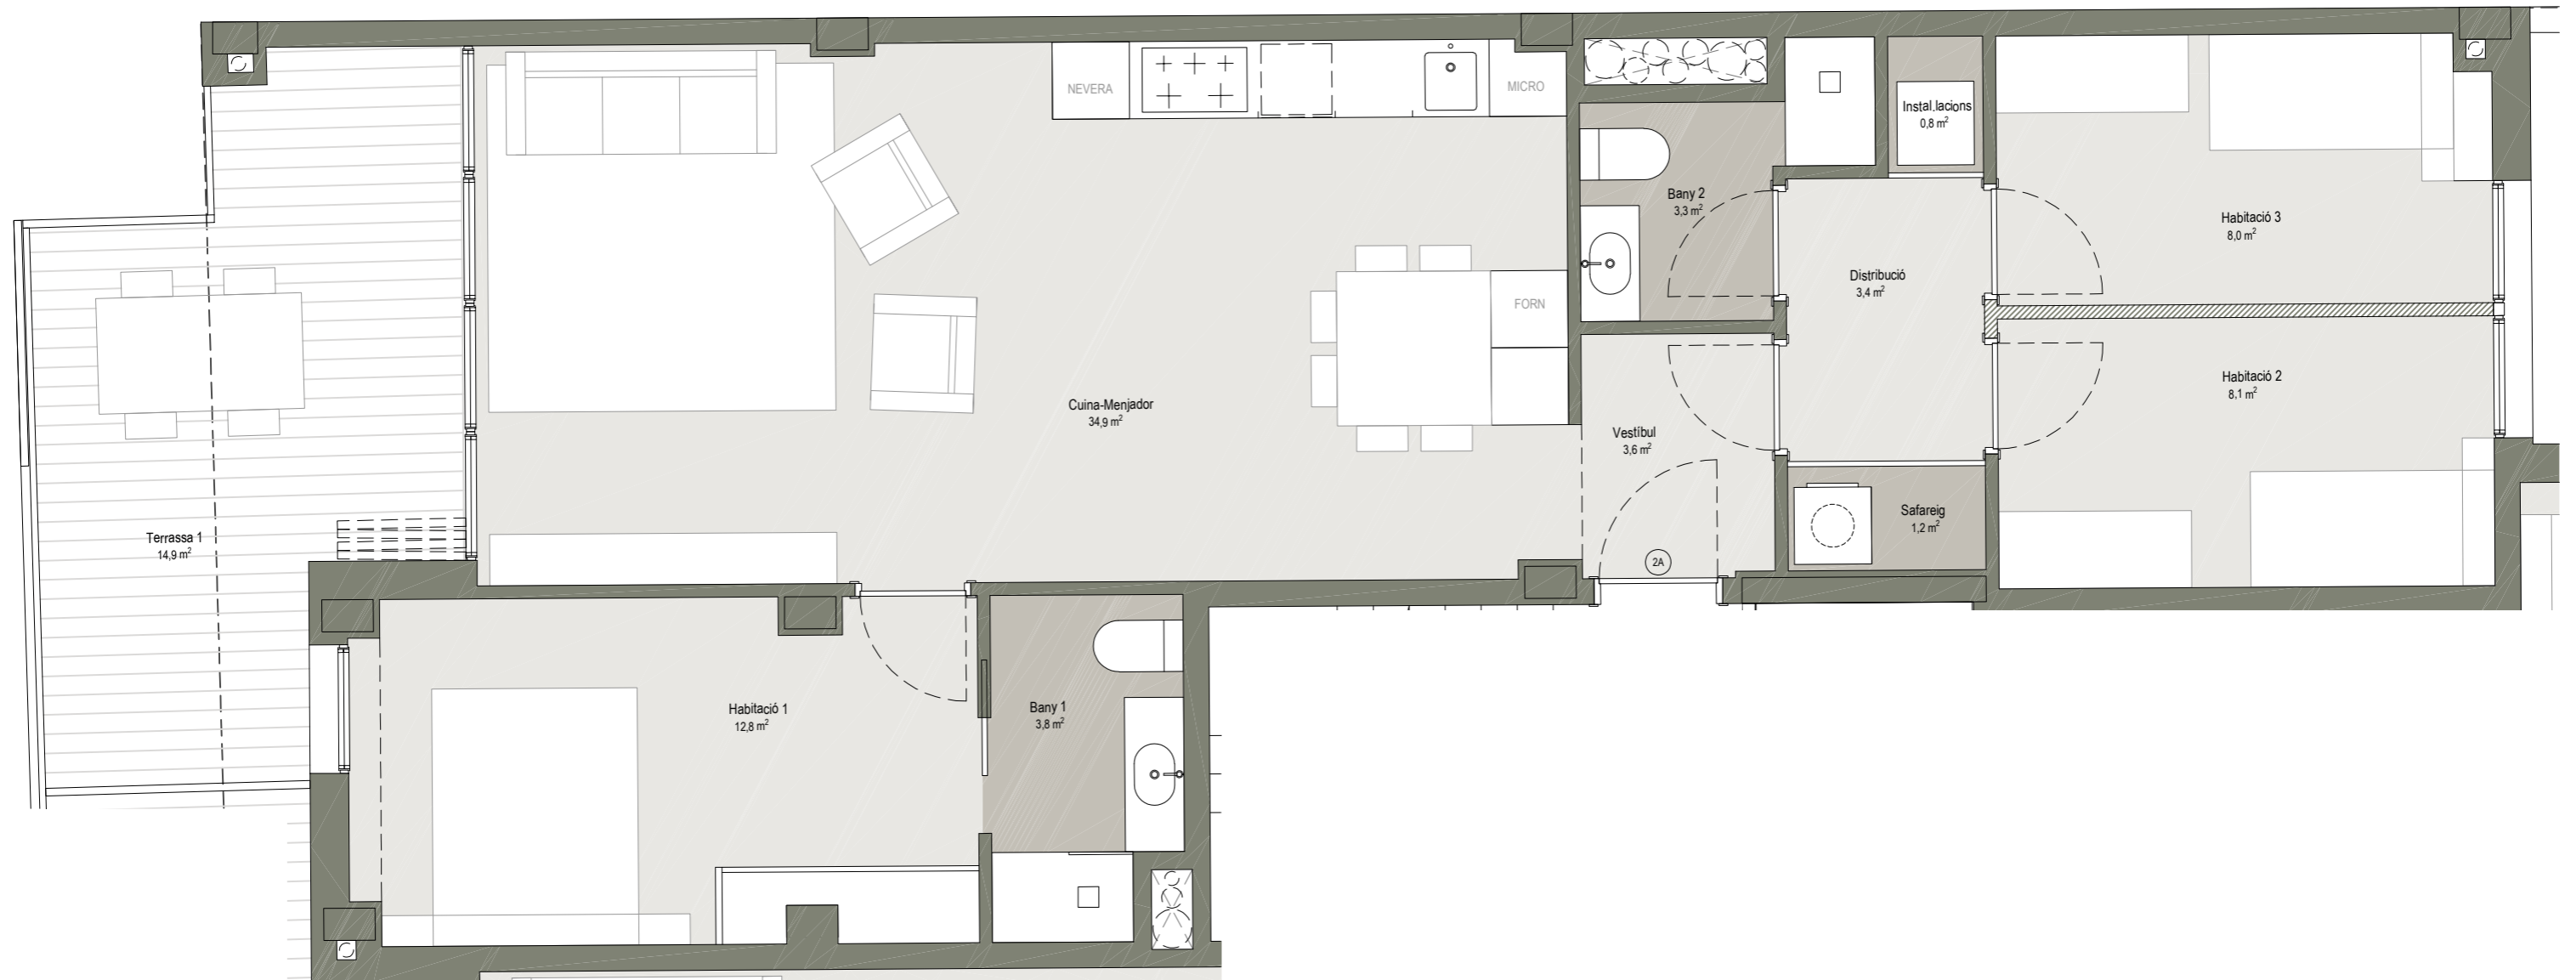 NEVERA
MICRO
Instal.lacions
0,8 m²
Bany 2
3,3 m²
Habitació 3
8,0 m²
Distribució
3,4 m²
FORN
Habitació 2
8,1 m²
Cuina-Menjador
34,9 m²
Vestíbul
3,6 m²
Safareig
1,2 m²
Terrassa 1
14,9 m²
2A
Habitació 1
12,8 m²
Bany 1
3,8 m²